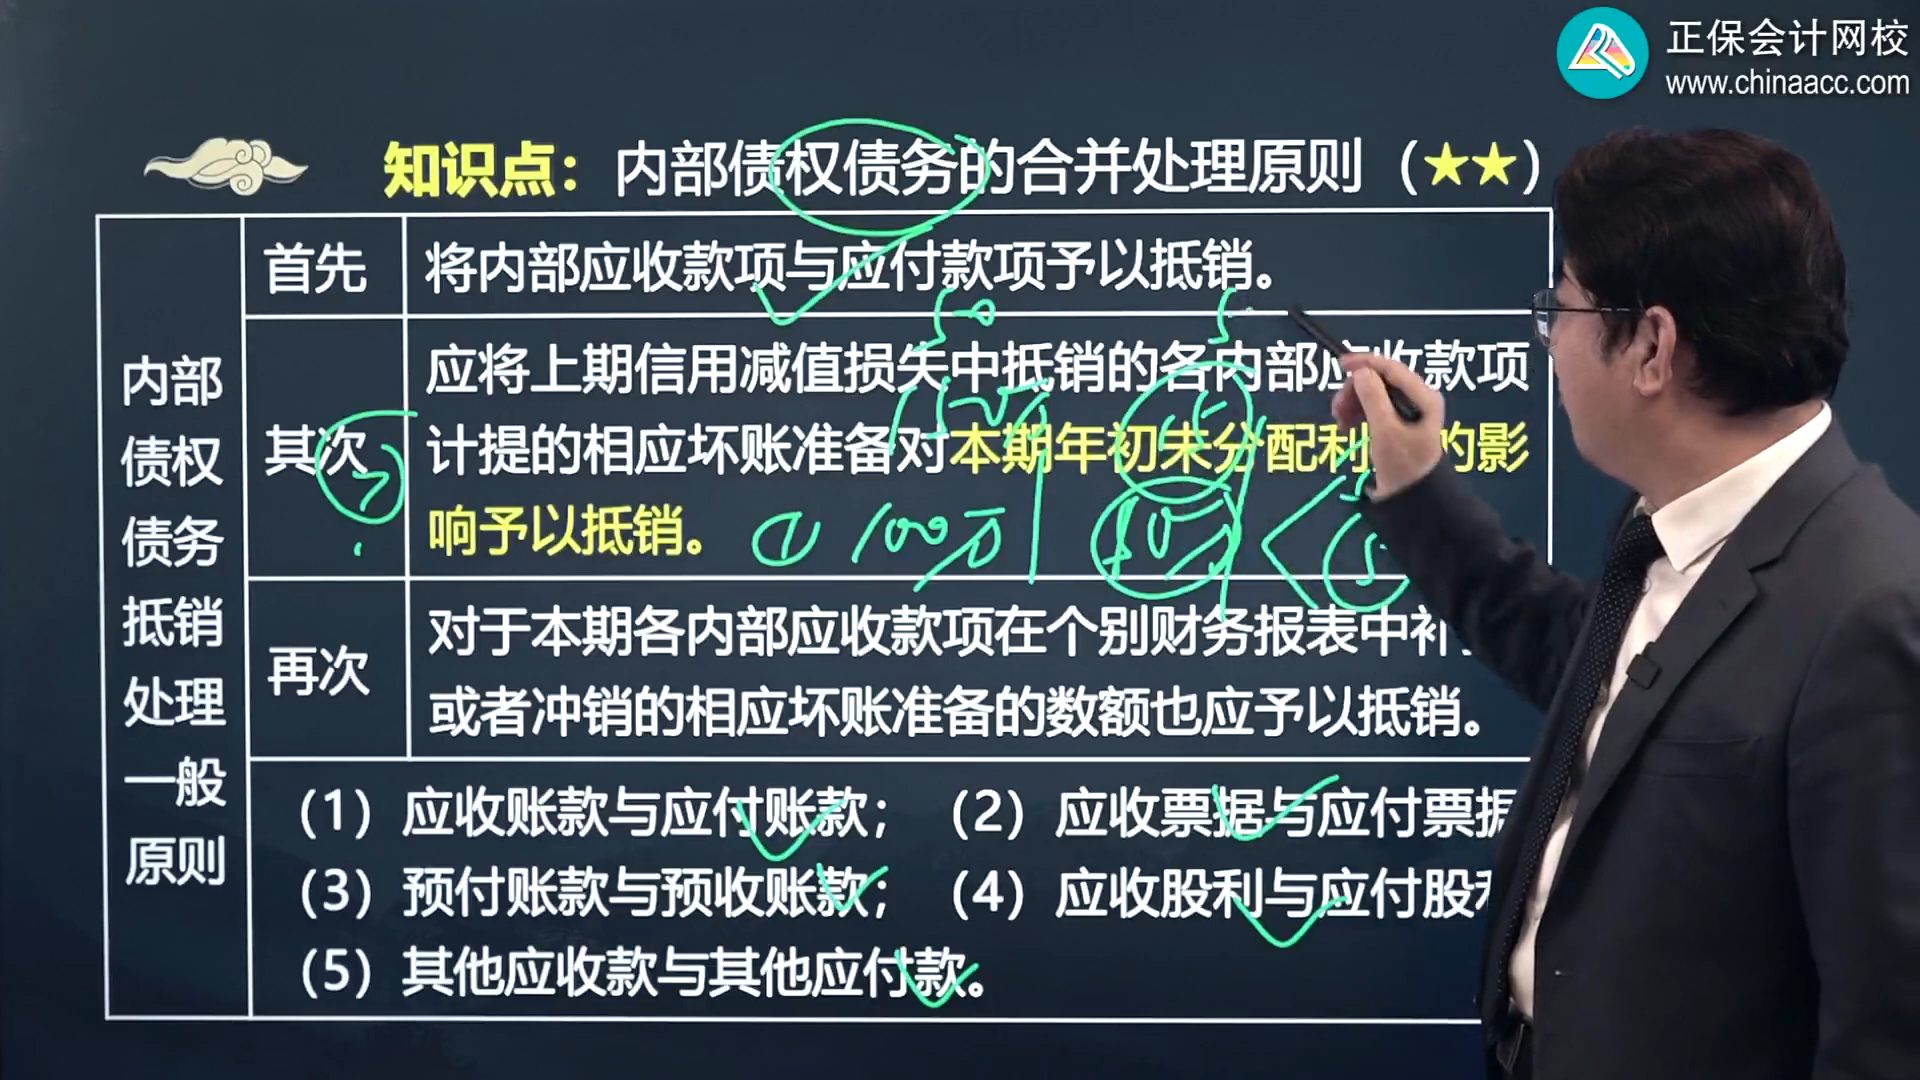 正保会计网校
www.chinaacc.com
知识点：内部债权债务的合并处理原则（★★）
内部债权债务抵销处理一般原则
首先
将内部应收款项与应付款项予以抵销。
其次
应将上期信用减值损失中抵销的各内部应收款项
计提的相应坏账准备对本期年初未分配利的影
响予以抵销。
① 100万
50
再次
对于本期各内部应收款项在个别财务报表中补
或者冲销的相应坏账准备的数额也应予以抵销。
（1）应收账款与应付账款；（2）应收票据与应付票据
（3）预付账款与预收账款；（4）应收股利与应付股
（5）其他应收款与其他应付款。